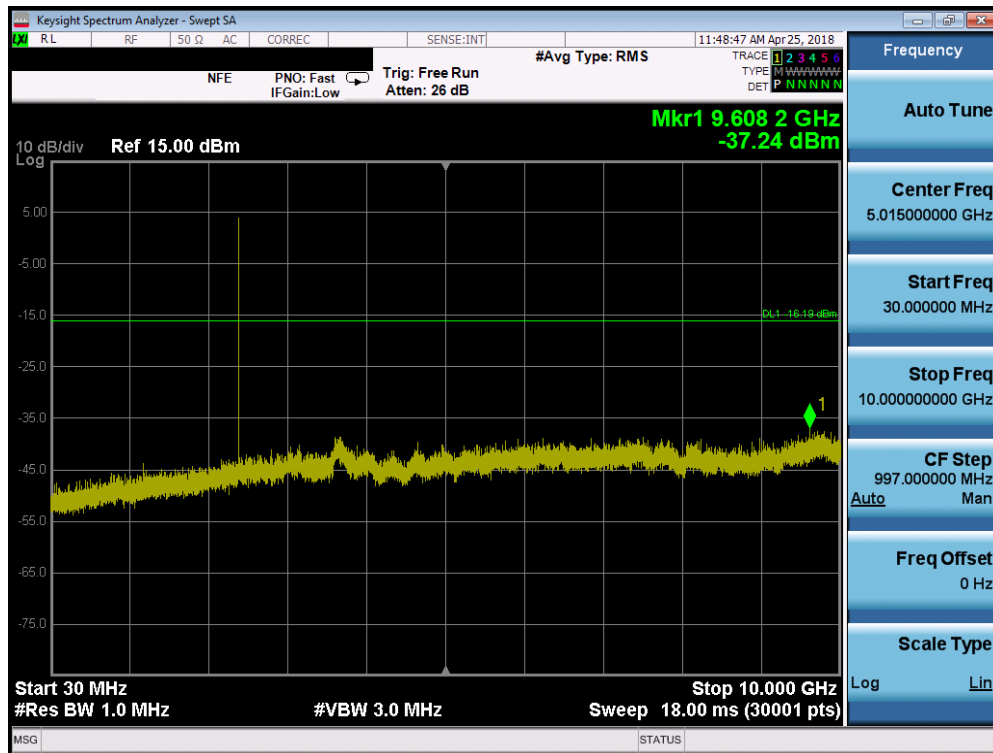 Keysight Spectrum Analyzer - Swept SA
LXI RL RF 50 Ω AC CORREC SENSE:INT 11:48:47 AM Apr 25, 2018
NFE
PNO: Fast
IFGain:Low
Trig: Free Run
Atten: 26 dB
#Avg Type: RMS
TRACE 1 2 3 4 5 6
TYPE M W W W W W
DET P N N N N N
Mkr1 9.608 2 GHz
-37.24 dBm
10 dB/div Ref 15.00 dBm
Log
5.00
-5.00
-15.0
DL1 -16.19 dBm
-25.0
-35.0
1
-45.0
-55.0
-65.0
-75.0
Start 30 MHz Stop 10.000 GHz
#Res BW 1.0 MHz #VBW 3.0 MHz Sweep 18.00 ms (30001 pts)
MSG STATUS
Frequency
Auto Tune
Center Freq
5.015000000 GHz
Start Freq
30.000000 MHz
Stop Freq
10.000000000 GHz
CF Step
997.000000 MHz
Auto Man
Freq Offset
0 Hz
Scale Type
Log Lin